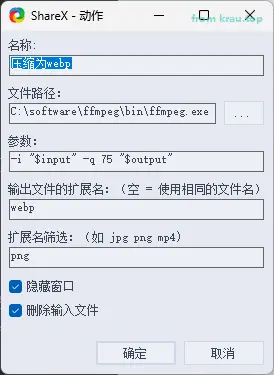 ShareX - 动作
from krau.top
名称:
压缩为webp
文件路径:
C:\software\ffmpeg\bin\ffmpeg.exe
...
参数:
-i "$input" -q 75 "$output"
输出文件的扩展名: (空 = 使用相同的文件名)
webp
扩展名筛选: (如 jpg png mp4)
png
隐藏窗口
删除输入文件
确定 取消